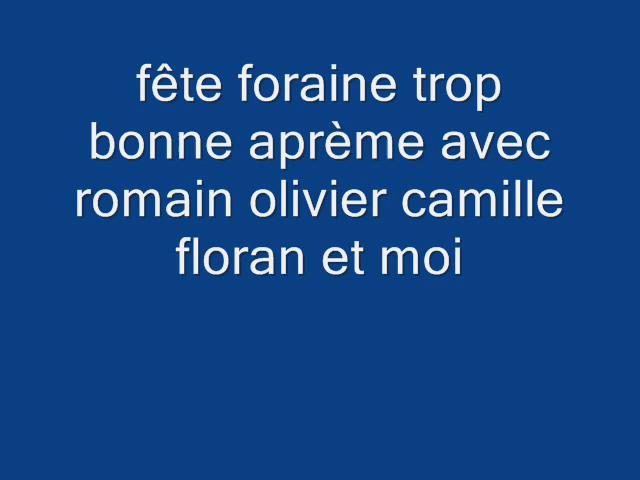 fête foraine trop
bonne aprème avec
romain olivier camille
floran et moi